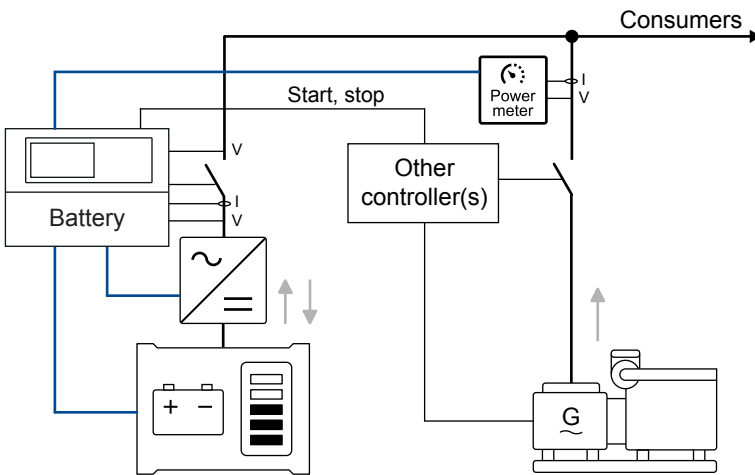 Consumers
I
Power
meter
V
Start, stop
V
Other
controller(s)
I
Battery
V
+ −
G
~